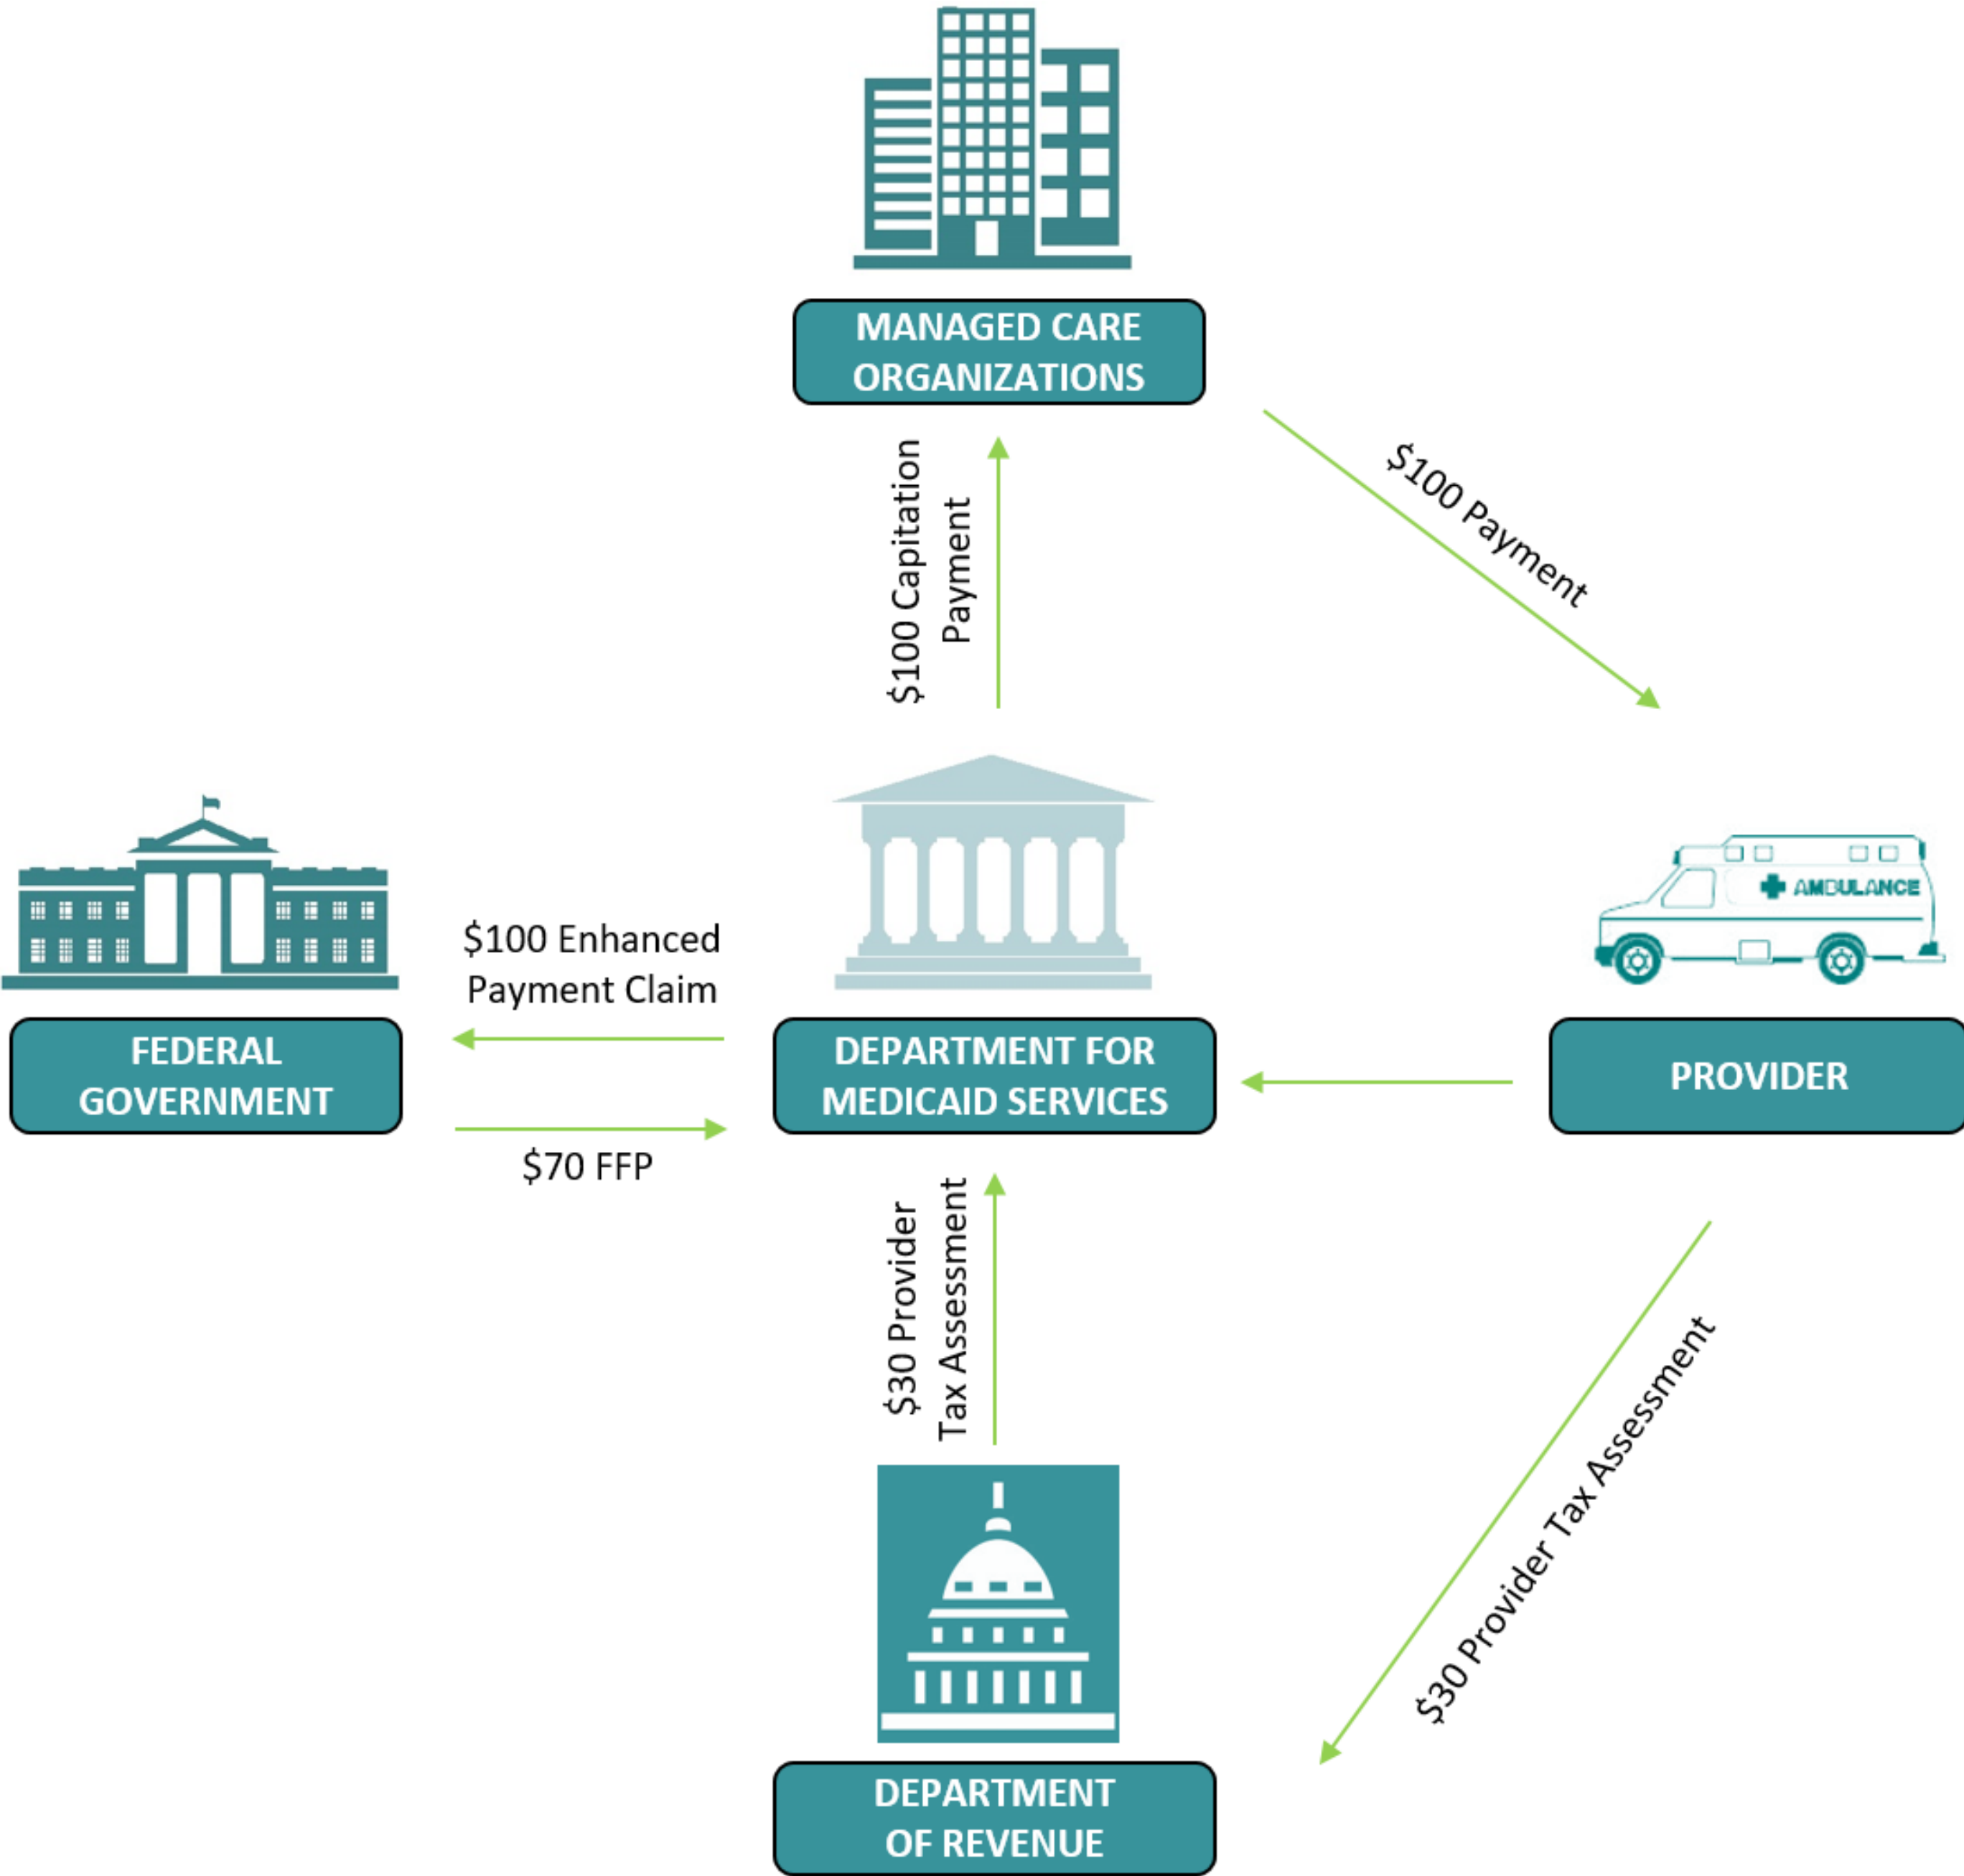 MANAGED CARE
ORGANIZATIONS
$100 Capitation
Payment
$100 Payment
AMBULANCE
$100 Enhanced
Payment Claim
FEDERAL
GOVERNMENT
DEPARTMENT FOR
MEDICAID SERVICES
PROVIDER
$70 FFP
$30 Provider
Tax Assessment
$30 Provider Tax Assessment
DEPARTMENT
OF REVENUE